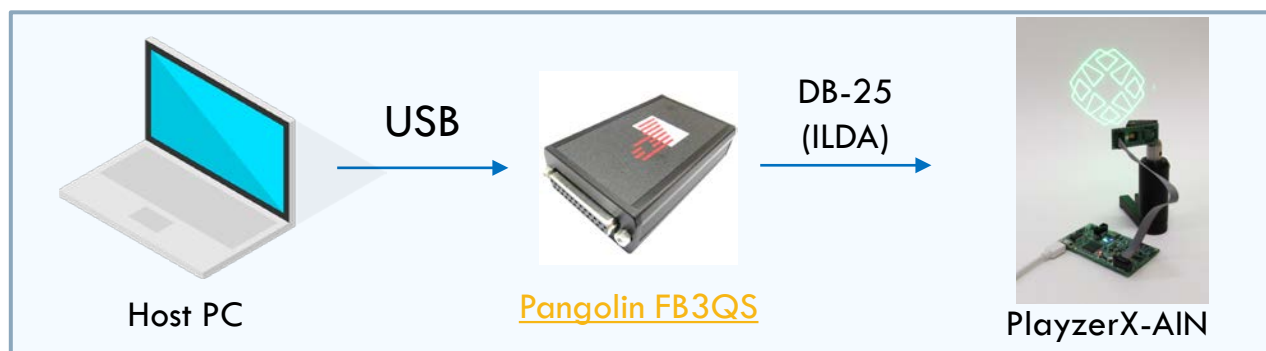 USB
DB-25
(ILDA)
Host PC
Pangolin FB3QS
PlayzerX-AIN